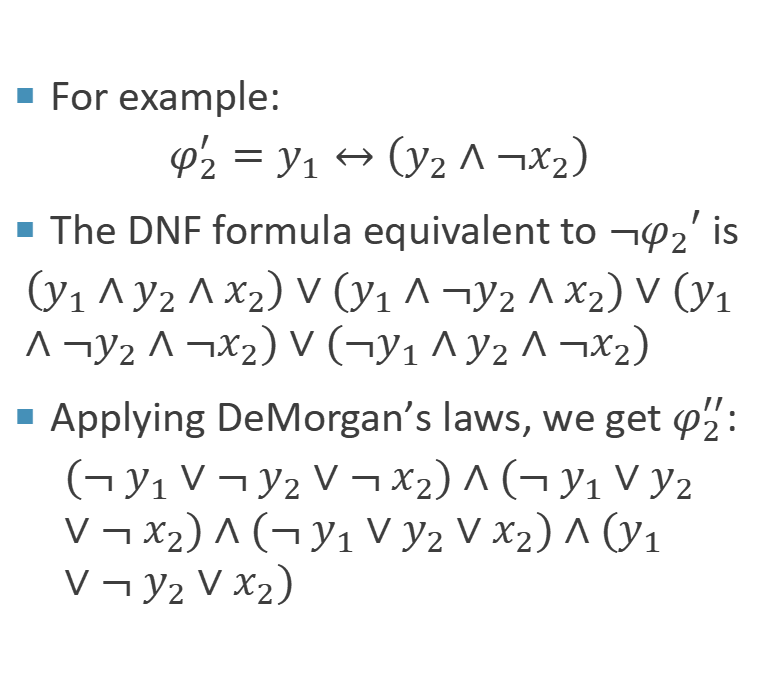 ▪ For example:
φ₂′ = y₁ ↔ (y₂ ∧ ¬x₂)
▪ The DNF formula equivalent to ¬φ₂′ is
(y₁ ∧ y₂ ∧ x₂) ∨ (y₁ ∧ ¬y₂ ∧ x₂) ∨ (y₁
∧ ¬y₂ ∧ ¬x₂) ∨ (¬y₁ ∧ y₂ ∧ ¬x₂)
▪ Applying DeMorgan’s laws, we get φ₂′′:
(¬ y₁ ∨ ¬ y₂ ∨ ¬ x₂) ∧ (¬ y₁ ∨ y₂
∨ ¬ x₂) ∧ (¬ y₁ ∨ y₂ ∨ x₂) ∧ (y₁
∨ ¬ y₂ ∨ x₂)